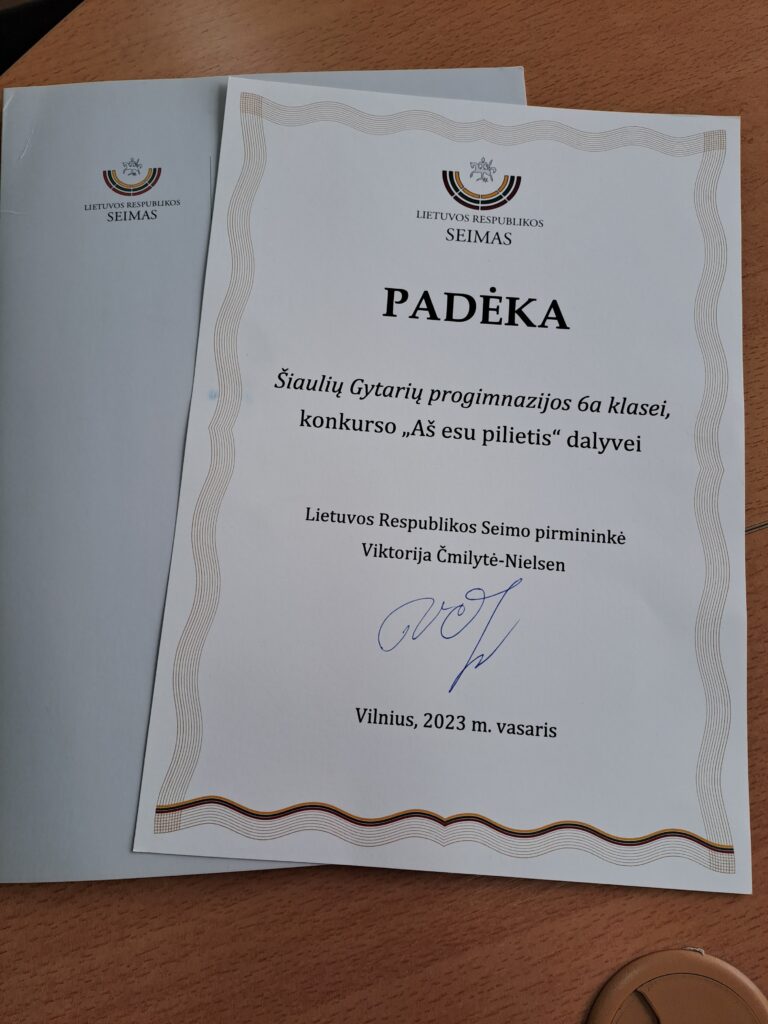 LIETUVOS RESPUBLIKOS
SEIMAS
LIETUVOS RESPUBLIKOS
SEIMAS
PADĖKA
Šiaulių Gytarių progimnazijos 6a klasei,
konkurso „Aš esu pilietis“ dalyvei
Lietuvos Respublikos Seimo pirmininkė
Viktorija Čmilytė-Nielsen
Vilnius, 2023 m. vasaris